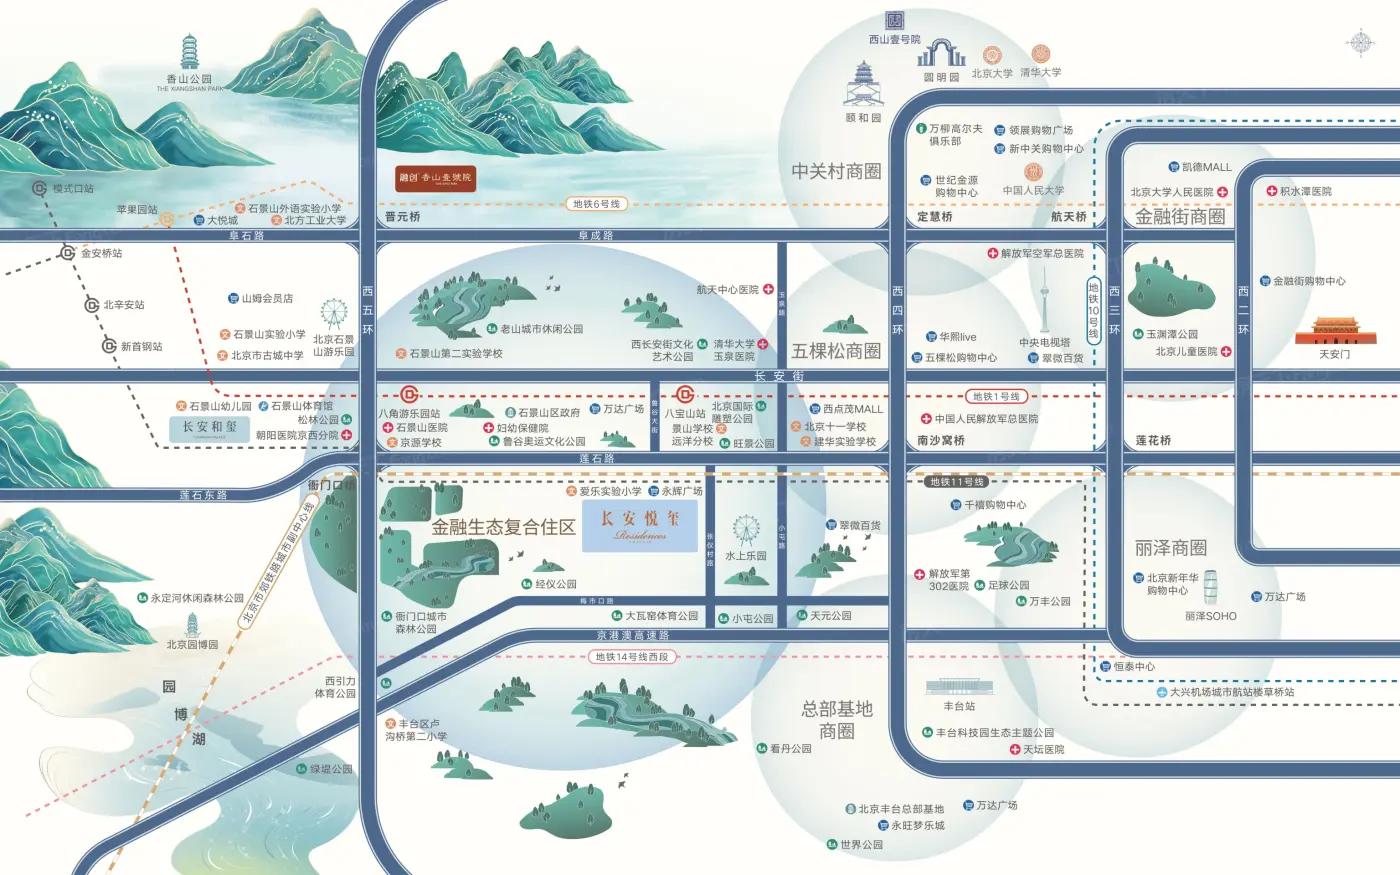 西山壹号院
圆明园
北京大学
清华大学
颐和园
香山公园
THE XIANGSHAN PARK
万柳高尔夫
俱乐部
领展购物广场
新中关购物中心
中关村商圈
世纪金源
购物中心
中国人民大学
凯德MALL
北京大学人民医院
积水潭医院
金融街商圈
融创
香山壹號院
模式口站
苹果园站
大悦城
石景山外语实验小学
北方工业大学
地铁6号线
晋元桥
定慧桥
航天桥
阜石路
阜成路
金安桥站
北辛安站
新首钢站
山姆会员店
石景山实验小学
北京市古城中学
北京石景
山游乐园
西五环
老山城市休闲公园
石景山第二实验学校
航天中心医院
玉泉路
西长安街文化
艺术公园
清华大学
玉泉医院
五棵松商圈
西四环
华熙live
五棵松购物中心
解放军空军总医院
中央电视塔
翠微百货
地铁10号线
西三环
玉渊潭公园
北京儿童医院
西二环
金融街购物中心
天安门
长安街
石景山幼儿园
石景山体育馆
松林公园
朝阳医院京西分院
长安和玺
八角游乐园站
石景山医院
京源学校
石景山区政府
妇幼保健院
鲁谷奥运文化公园
万达广场
鲁谷大街
八宝山站
景山学校
远洋分校
北京国际
雕塑公园
旺景公园
西点茂MALL
北京十一学校
建华实验学校
地铁1号线
中国人民解放军总医院
南沙窝桥
莲花桥
莲石路
莲石东路
衙门口桥
北京市郊铁路城市副中心线
金融生态复合住区
爱乐实验小学
永辉广场
长安悦玺
Residences
张仪村路
水上乐园
小屯路
翠微百货
地铁11号线
千禧购物中心
经仪公园
衙门口城市
森林公园
梅市口路
大瓦窑体育公园
小屯公园
天元公园
解放军第
302医院
足球公园
万丰公园
丽泽商圈
北京新年华
购物中心
丽泽SOHO
万达广场
永定河休闲森林公园
北京园博园
京港澳高速路
地铁14号线西段
恒泰中心
大兴机场城市航站楼草桥站
园博湖
西引力
体育公园
丰台区卢
沟桥第二小学
绿堤公园
总部基地
商圈
看丹公园
丰台站
丰台科技园生态主题公园
天坛医院
北京丰台总部基地
万达广场
永旺梦乐城
世界公园